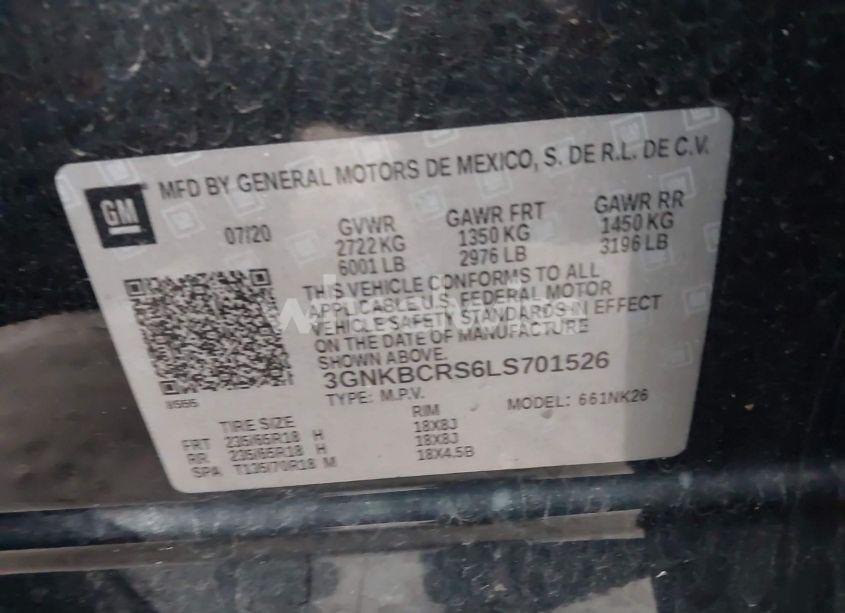 GM
MFD BY GENERAL MOTORS DE MEXICO, S. DE R.L. DE C.V.
07/20
GVWR
2722 KG
6001 LB
GAWR FRT
1350 KG
2976 LB
GAWR RR
1450 KG
3196 LB
THIS VEHICLE CONFORMS TO ALL
APPLICABLE U.S. FEDERAL MOTOR
VEHICLE SAFETY STANDARDS IN EFFECT
ON THE DATE OF MANUFACTURE
SHOWN ABOVE.
3GNKBCRS6LS701526
TYPE: M.P.V.
MODEL: 661NK26
TIRE SIZE
RIM
FRT 235/65R18 H 18X8J
RR 235/65R18 H 18X8J
SPA T135/70R18 M 18X4.5B